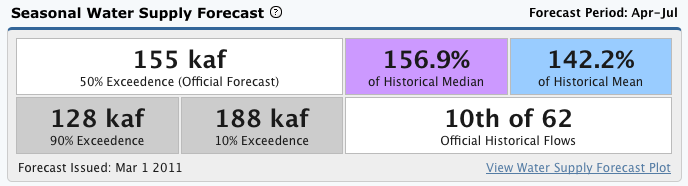 Seasonal Water Supply Forecast ? Forecast Period: Apr-Jul
155 kaf
50% Exceedence (Official Forecast)
156.9%
of Historical Median
142.2%
of Historical Mean
128 kaf
90% Exceedence
188 kaf
10% Exceedence
10th of 62
Official Historical Flows
Forecast Issued: Mar 1 2011
View Water Supply Forecast Plot